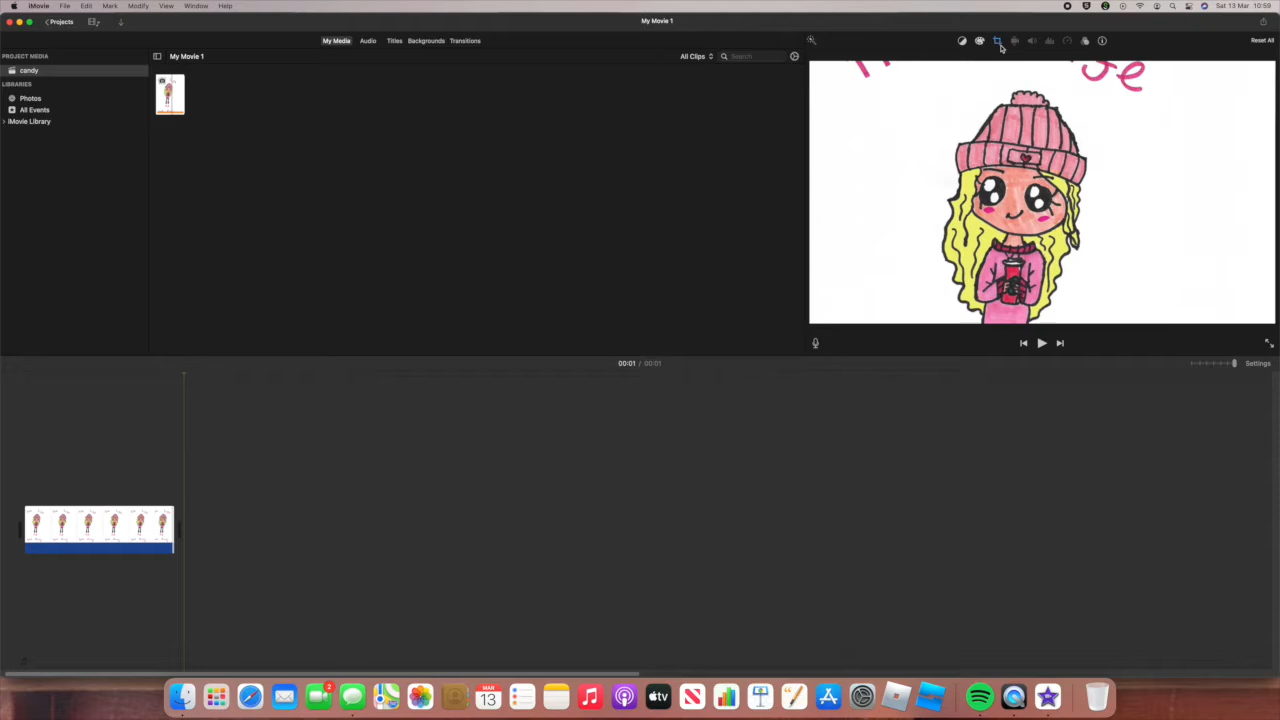 iMovie File Edit Mark Modify View Window Help Sat 13 Mar 10:59
Projects My Movie 1
My Media Audio Titles Backgrounds Transitions Reset All
PROJECT MEDIA My Movie 1 All Clips Search
candy
LIBRARIES
Photos
All Events
iMovie Library
00:01 / 00:01 Settings
2
MAR
13
tv